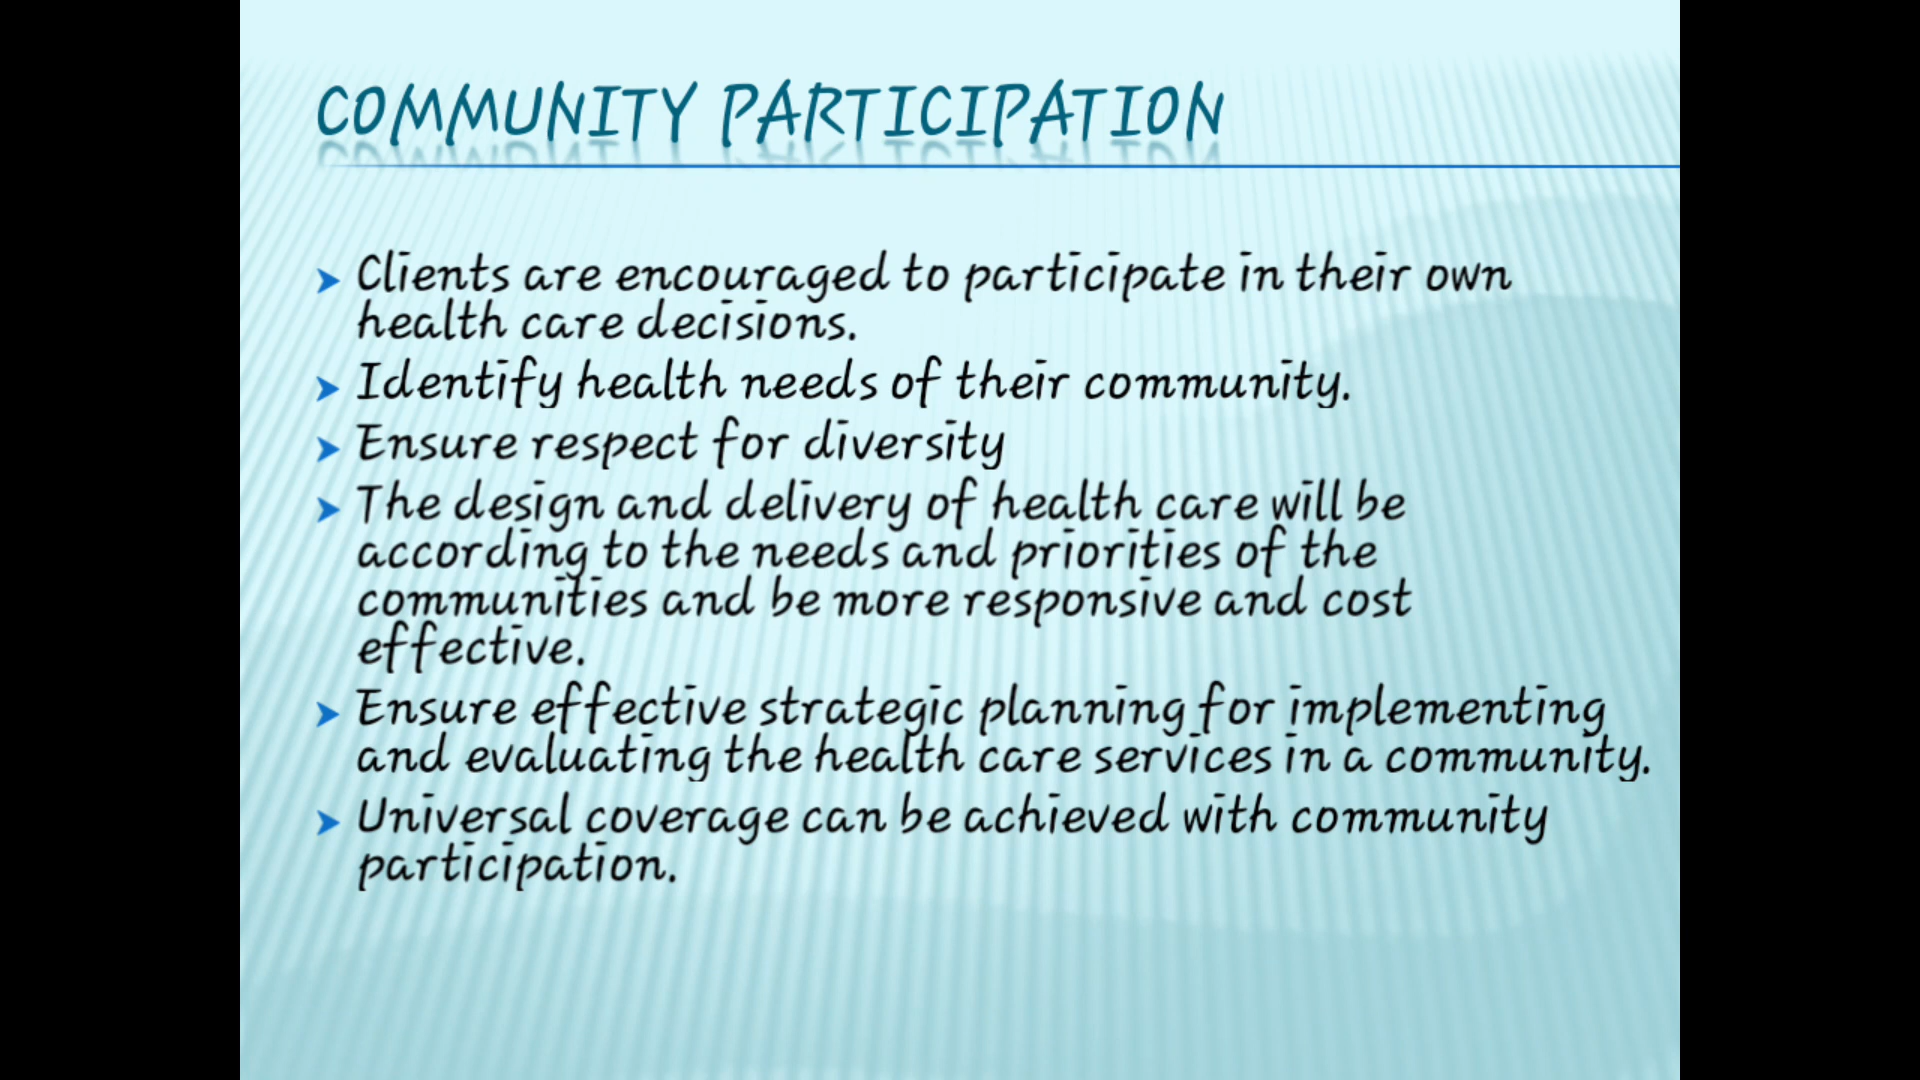 COMMUNITY PARTICIPATION
Clients are encouraged to participate in their own
health care decisions.
Identify health needs of their community.
Ensure respect for diversity
The design and delivery of health care will be
according to the needs and priorities of the
communities and be more responsive and cost
effective.
Ensure effective strategic planning for implementing
and evaluating the health care services in a community.
Universal coverage can be achieved with community
participation.